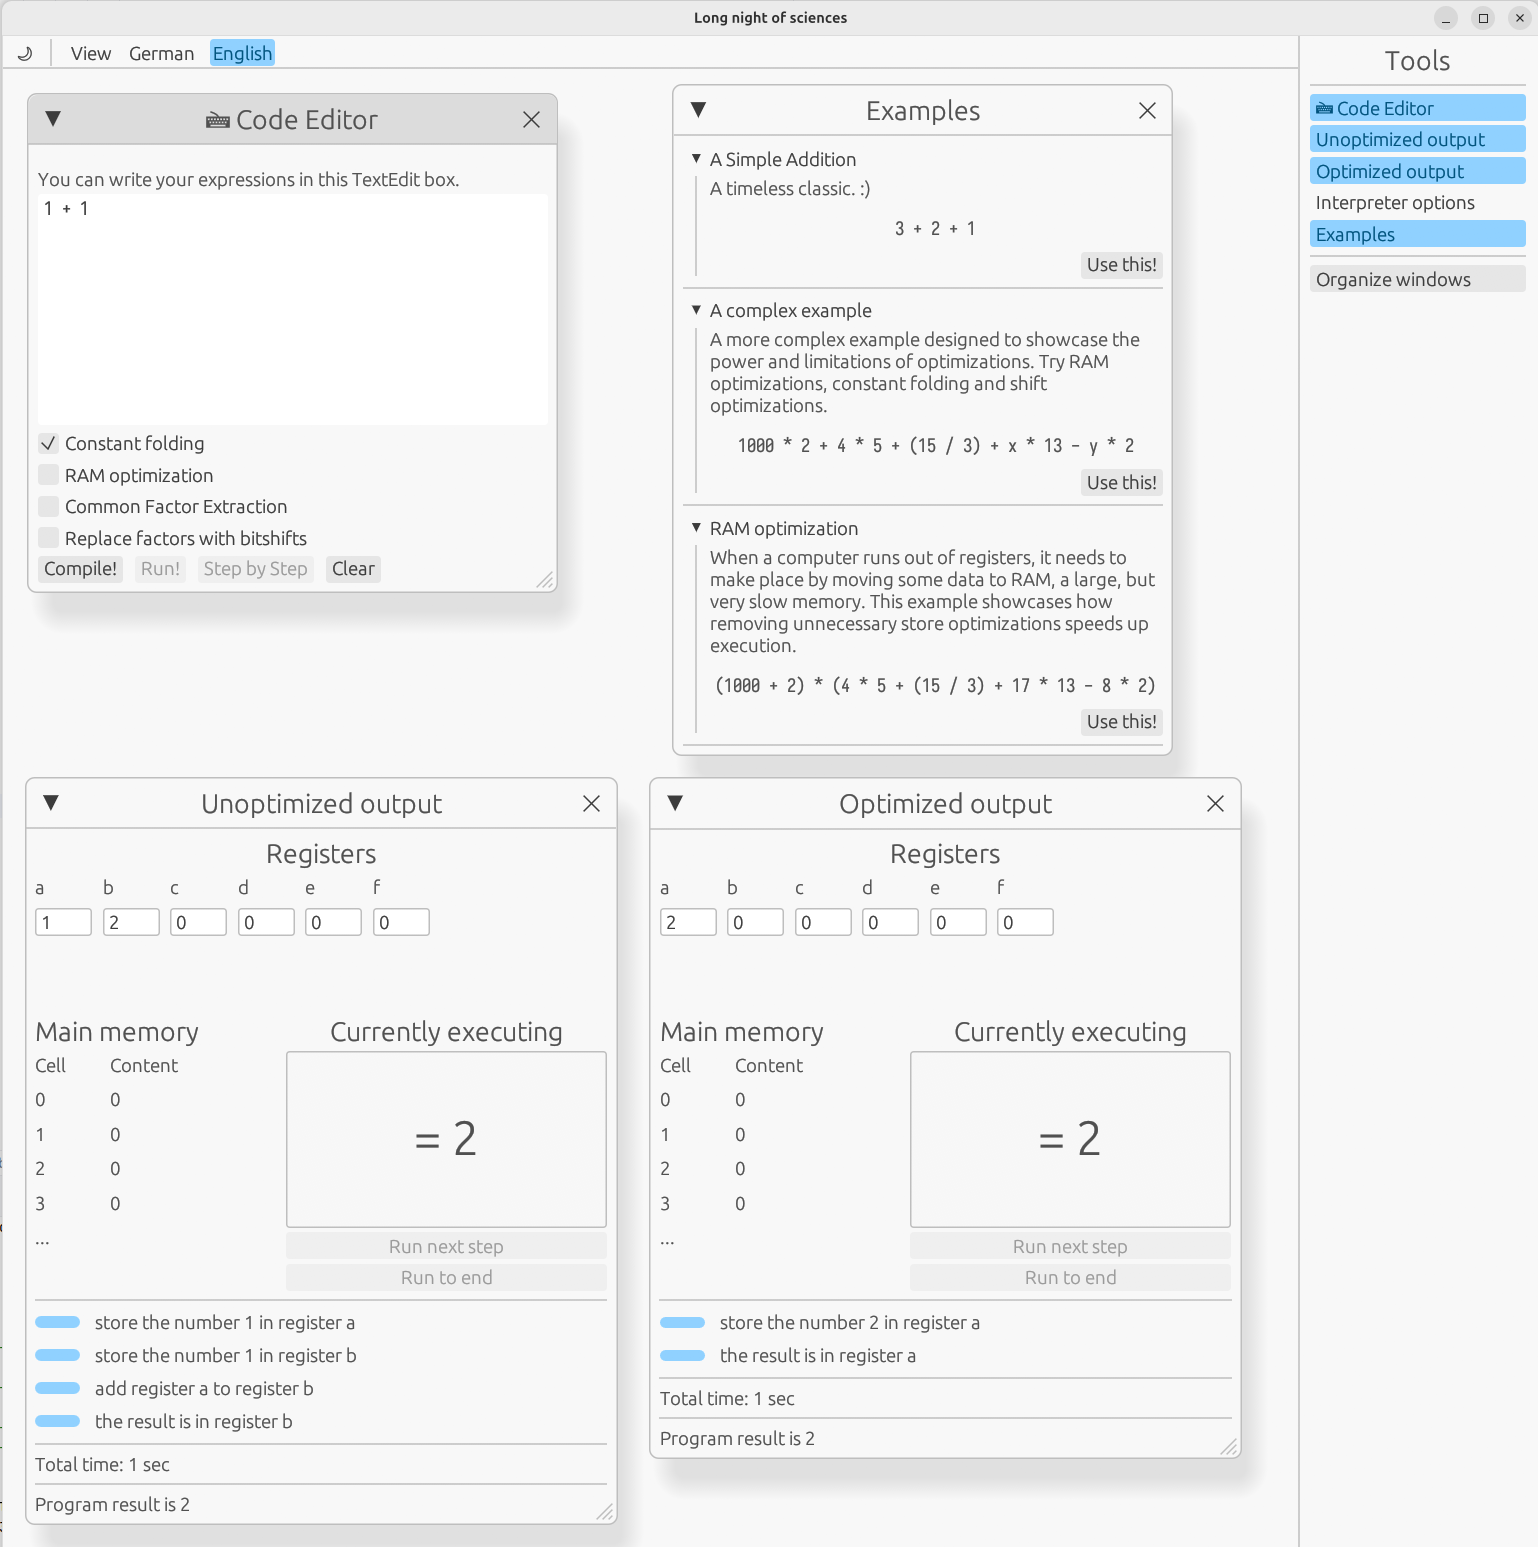 Long night of sciences
View German English
Code Editor
You can write your expressions in this TextEdit box.
1 + 1
Constant folding
RAM optimization
Common Factor Extraction
Replace factors with bitshifts
Compile! Run! Step by Step Clear
Examples
A Simple Addition
A timeless classic. :)
3 + 2 + 1
Use this!
A complex example
A more complex example designed to showcase the
power and limitations of optimizations. Try RAM
optimizations, constant folding and shift
optimizations.
1000 * 2 + 4 * 5 + (15 / 3) + x * 13 - y * 2
Use this!
RAM optimization
When a computer runs out of registers, it needs to
make place by moving some data to RAM, a large, but
very slow memory. This example showcases how
removing unnecessary store optimizations speeds up
execution.
(1000 + 2) * (4 * 5 + (15 / 3) + 17 * 13 - 8 * 2)
Use this!
Tools
Code Editor
Unoptimized output
Optimized output
Interpreter options
Examples
Organize windows
Unoptimized output
Registers
a b c d e f
1 2 0 0 0 0
Main memory
Cell Content
0 0
1 0
2 0
3 0
...
Currently executing
= 2
Run next step
Run to end
store the number 1 in register a
store the number 1 in register b
add register a to register b
the result is in register b
Total time: 1 sec
Program result is 2
Optimized output
Registers
a b c d e f
2 0 0 0 0 0
Main memory
Cell Content
0 0
1 0
2 0
3 0
...
Currently executing
= 2
Run next step
Run to end
store the number 2 in register a
the result is in register a
Total time: 1 sec
Program result is 2